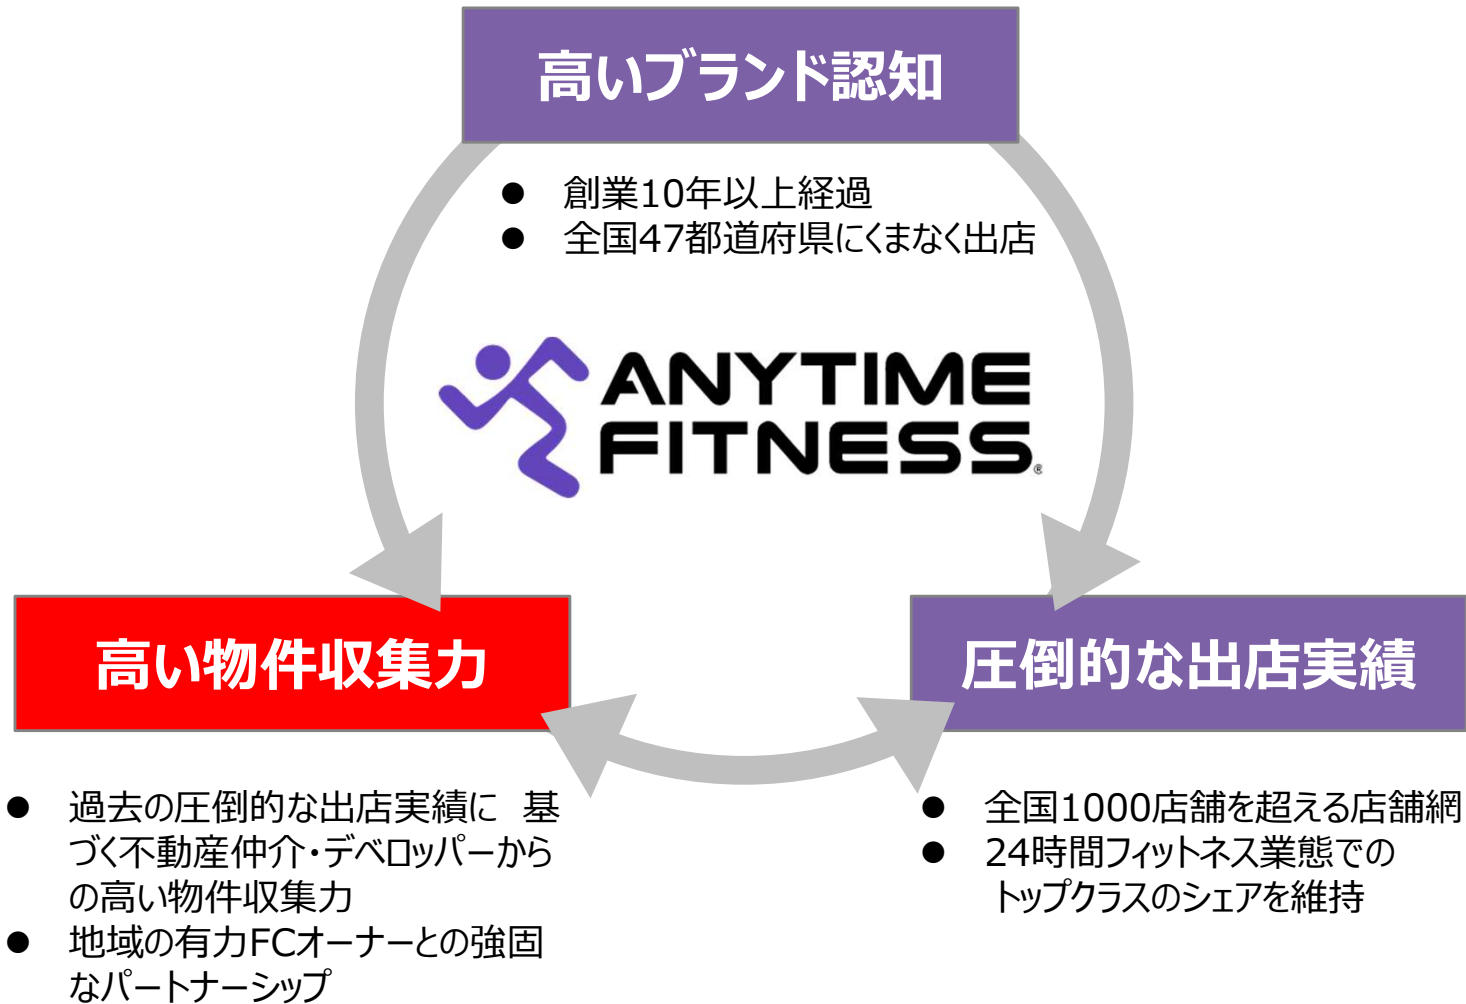 高いブランド認知
● 創業10年以上経過
● 全国47都道府県にくまなく出店
ANYTIME
FITNESS®
高い物件収集力
圧倒的な出店実績
● 過去の圧倒的な出店実績に 基
づく不動産仲介・デベロッパーから
の高い物件収集力
● 地域の有力FCオーナーとの強固
なパートナーシップ
● 全国1000店舗を超える店舗網
● 24時間フィットネス業態での
トップクラスのシェアを維持